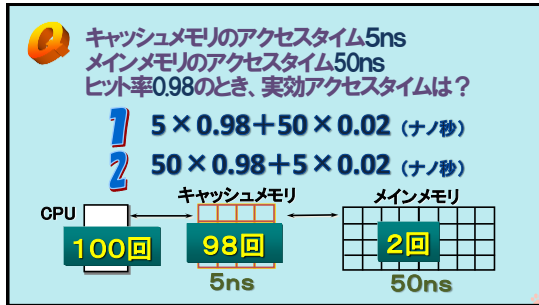 Q
キャッシュメモリのアクセスタイム5ns
メインメモリのアクセスタイム50ns
ヒット率0.98のとき、実効アクセスタイムは？
1 5×0.98＋50×0.02（ナノ秒）
2 50×0.98＋5×0.02（ナノ秒）
キャッシュメモリ メインメモリ
CPU
100回 98回 2回
5ns 50ns